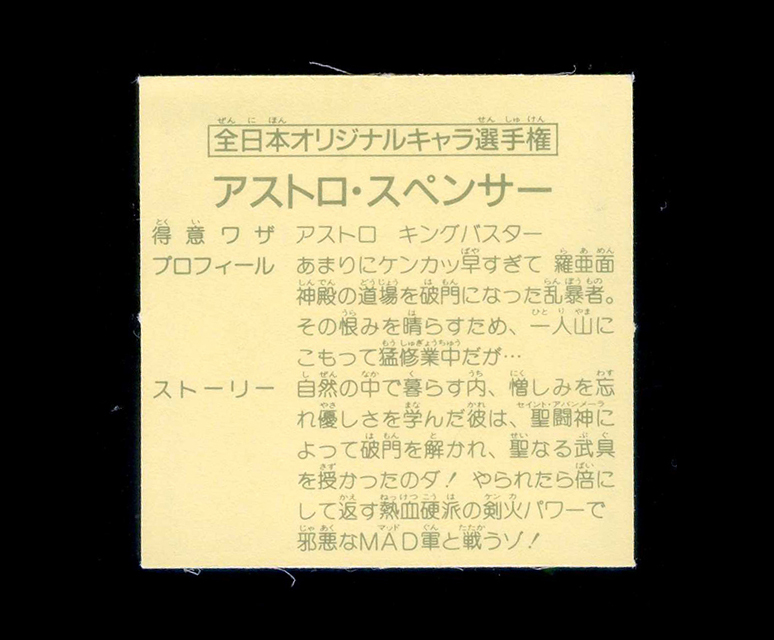 全日本オリジナルキャラ選手権
アストロ・スペンサー
得意ワザ アストロ キングバスター
プロフィール あまりにケンカッ早すぎて 羅亜面
神殿の道場を破門になった乱暴者。
その恨みを晴らすため、一人山に
こもって猛修業中だが…
ストーリー 自然の中で暮らす内、憎しみを忘
れ優しさを学んだ彼は、聖闘神に
よって破門を解かれ、聖なる武具
を授かったのダ! やられたら倍に
して返す熱血硬派の剣火パワーで
邪悪なMAD軍と戦うゾ!